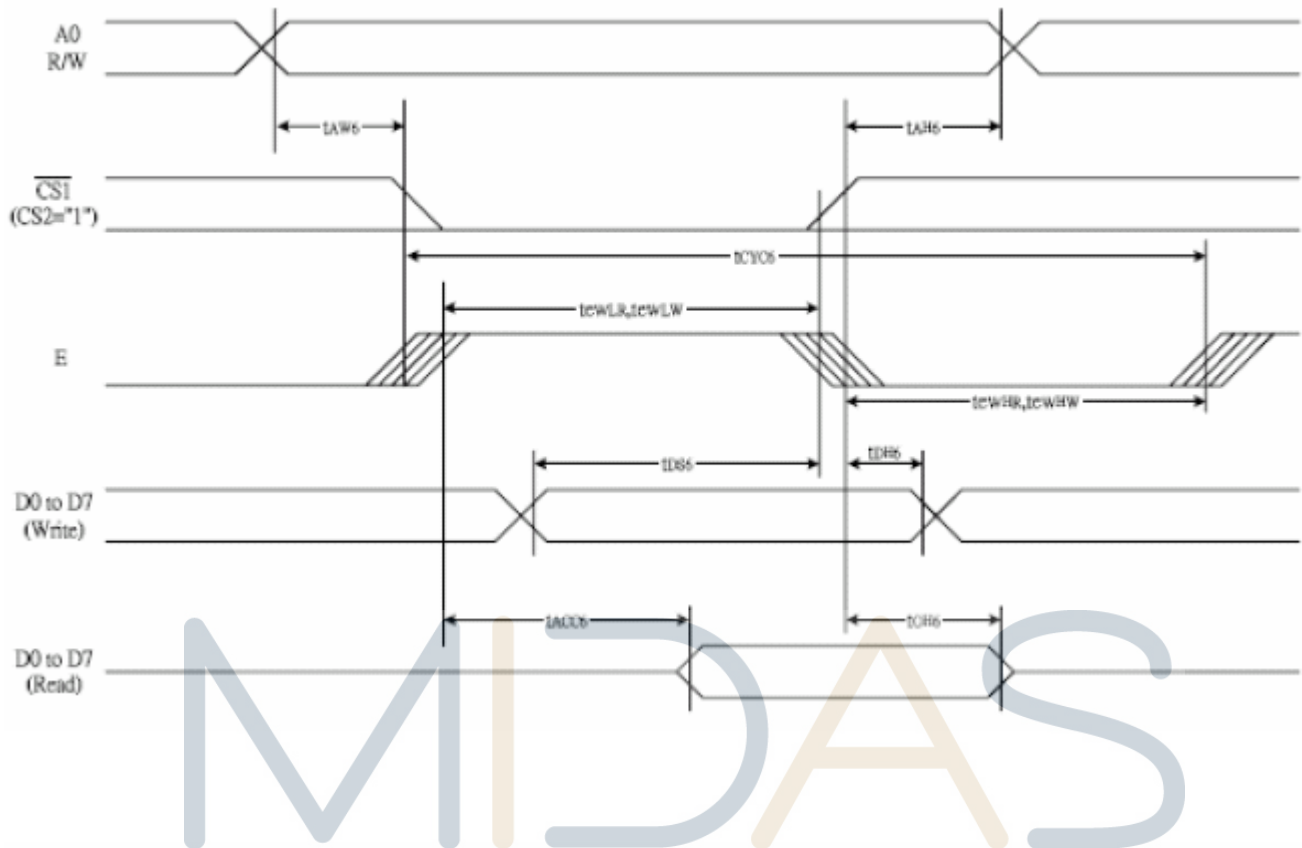 A0
R/W
tAW6
tAH6
CS1
(CS2="1")
tCYC6
tEWLR,tEWLW
E
tEWHR,tEWHW
tDS6
tDH6
D0 to D7
(Write)
tACC6
tOH6
D0 to D7
(Read)
MIDAS